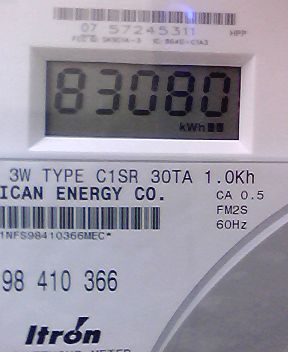 07 57245311
HPP
83080
kWh
3W TYPE C1SR 30TA 1.0Kh
ICAN ENERGY CO.
CA 0.5
FM2S
60Hz
1NFS98410366MEC*
98 410 366
Itron